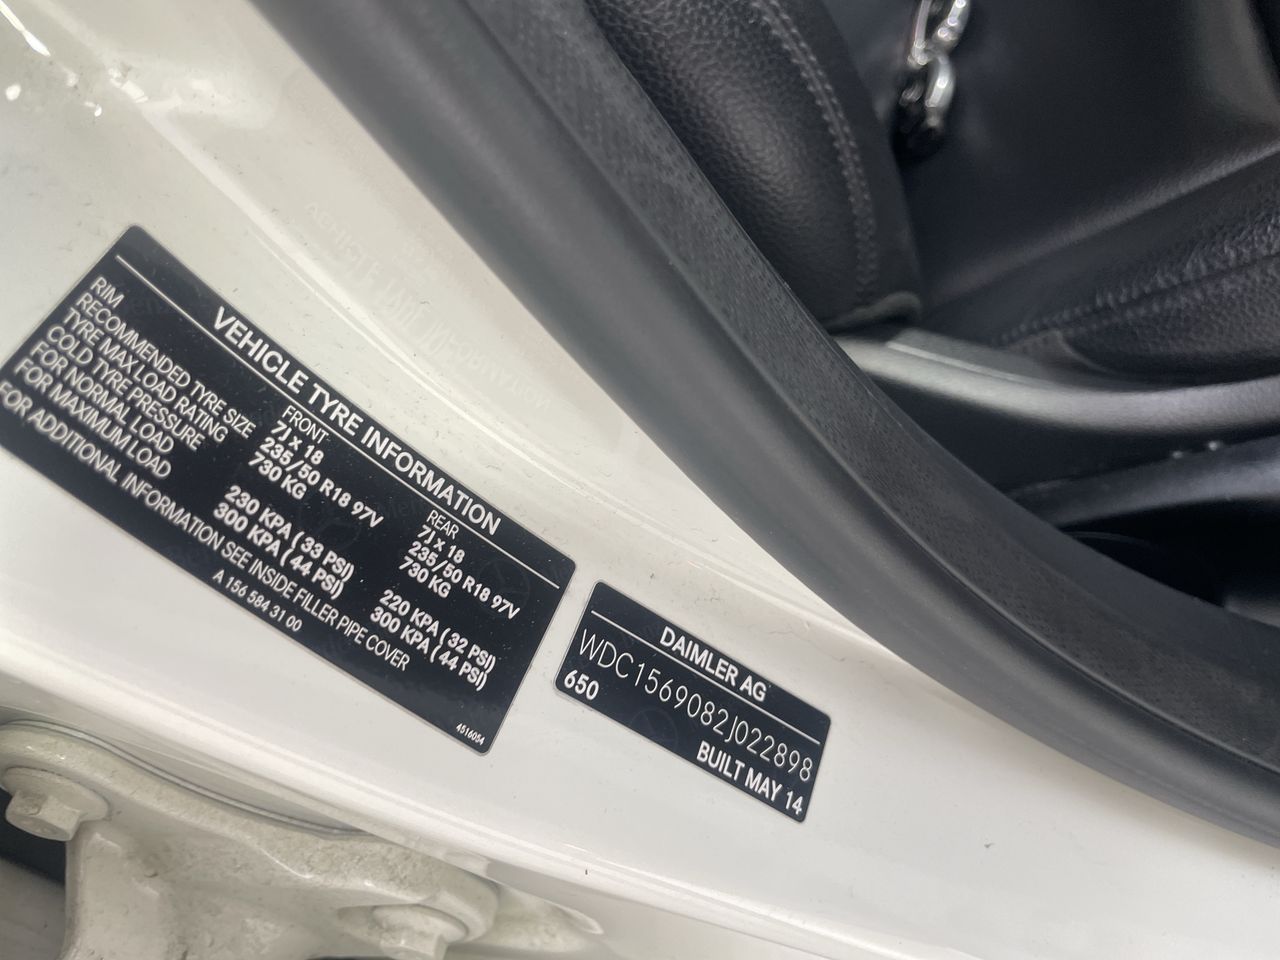 VEHICLE TYRE INFORMATION
FRONT REAR
RIM 7J x 18 7J x 18
RECOMMENDED TYRE SIZE 235/50 R18 97V 235/50 R18 97V
TYRE MAX LOAD RATING 730 KG 730 KG
COLD TYRE PRESSURE
FOR NORMAL LOAD 230 KPA ( 33 PSI) 220 KPA ( 32 PSI)
FOR MAXIMUM LOAD 300 KPA ( 44 PSI) 300 KPA ( 44 PSI)
FOR ADDITIONAL INFORMATION SEE INSIDE FILLER PIPE COVER
A 156 584 31 00
4516054
DAIMLER AG
WDC1569082J022898
650
BUILT MAY 14